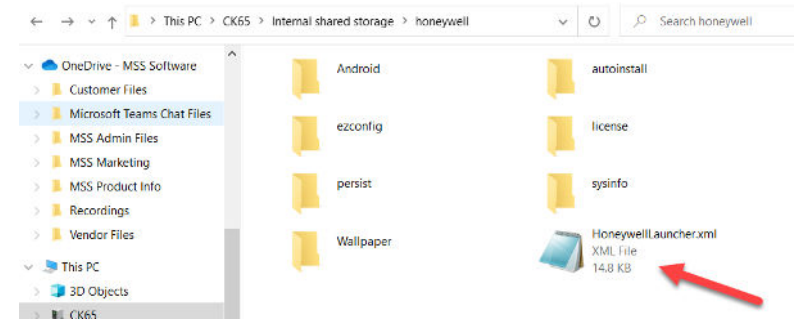 This PC > CK65 > Internal shared storage > honeywell
Search honeywell
OneDrive - MSS Software
Customer Files
Microsoft Teams Chat Files
MSS Admin Files
MSS Marketing
MSS Product Info
Recordings
Vendor Files
This PC
3D Objects
CK65
Android
autoinstall
ezconfig
license
persist
sysinfo
Wallpaper
HoneywellLauncher.xml
XML File
14.8 KB